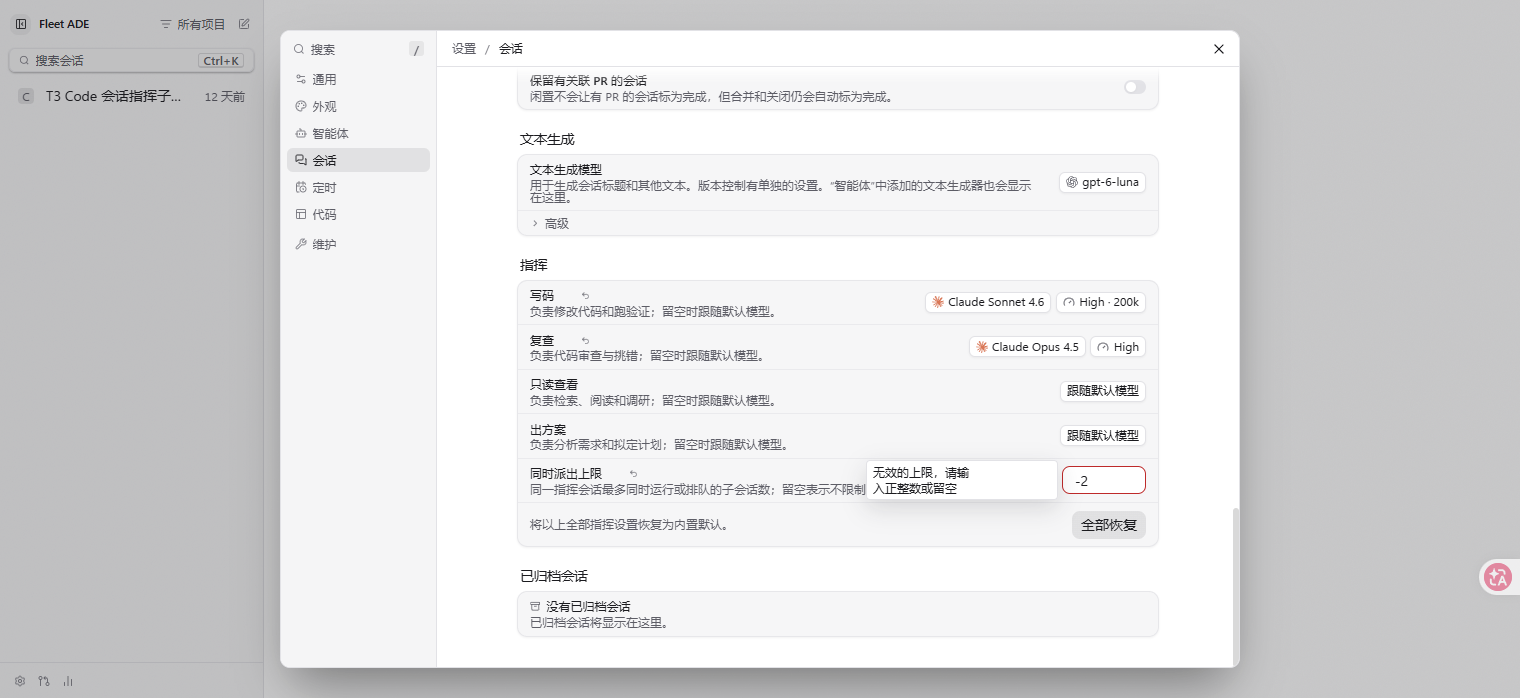 Fleet ADE
所有项目
搜索会话
Ctrl+K
C
T3 Code 会话指挥子...
12 天前
搜索
/
通用
外观
智能体
会话
定时
代码
维护
设置 / 会话
保留有关联 PR 的会话
闲置不会让有 PR 的会话标为完成，但合并和关闭仍会自动标为完成。
文本生成
文本生成模型
用于生成会话标题和其他文本。版本控制有单独的设置。“智能体”中添加的文本生成器也会显示
在这里。
gpt-6-luna
高级
指挥
写码
负责修改代码和跑验证；留空时跟随默认模型。
Claude Sonnet 4.6
High · 200k
复查
负责代码审查与挑错；留空时跟随默认模型。
Claude Opus 4.5
High
只读查看
负责检索、阅读和调研；留空时跟随默认模型。
跟随默认模型
出方案
负责分析需求和拟定计划；留空时跟随默认模型。
跟随默认模型
同时派出上限
同一指挥会话最多同时运行或排队的子会话数；留空表示不限制
无效的上限，请输
入正整数或留空
-2
将以上全部指挥设置恢复为内置默认。
全部恢复
已归档会话
没有已归档会话
已归档会话将显示在这里。